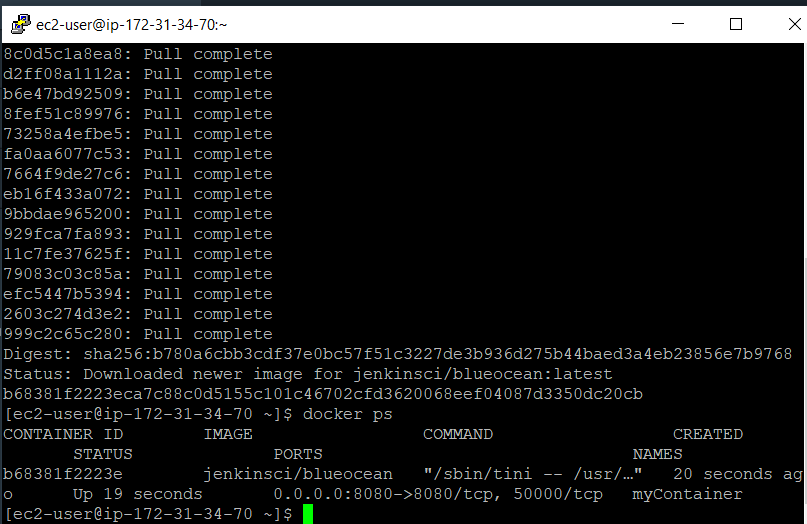 ec2-user@ip-172-31-34-70:~
8c0d5c1a8ea8: Pull complete
d2ff08a1112a: Pull complete
b6e47bd92509: Pull complete
8fef51c89976: Pull complete
73258a4efbe5: Pull complete
fa0aa6077c53: Pull complete
7664f9de27c6: Pull complete
eb16f433a072: Pull complete
9bbdae965200: Pull complete
929fca7fa893: Pull complete
11c7fe37625f: Pull complete
79083c03c85a: Pull complete
efc5447b5394: Pull complete
2603c274d3e2: Pull complete
999c2c65c280: Pull complete
Digest: sha256:b780a6cbb3cdf37e0bc57f51c3227de3b936d275b44baed3a4eb23856e7b9768
Status: Downloaded newer image for jenkinsci/blueocean:latest
b68381f2223eca7c88c0d5155c101c46702cfd3620068eef04087d3350dc20cb
[ec2-user@ip-172-31-34-70 ~]$ docker ps
CONTAINER ID        IMAGE                 COMMAND                  CREATED
       STATUS              PORTS                               NAMES
b68381f2223e        jenkinsci/blueocean   "/sbin/tini -- /usr/…"   20 seconds ag
o      Up 19 seconds       0.0.0.0:8080->8080/tcp, 50000/tcp   myContainer
[ec2-user@ip-172-31-34-70 ~]$